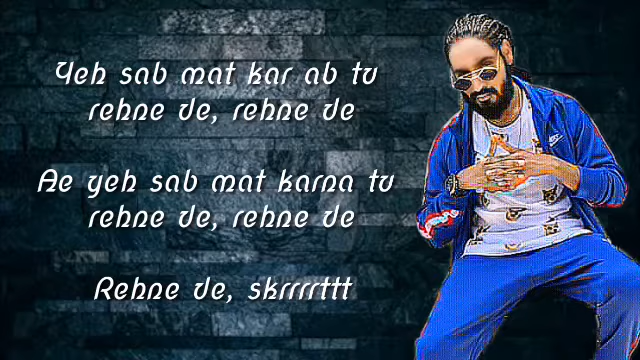 Yeh sab mat kar ab tu
rehne de, rehne de
Ae yeh sab mat karna tu
rehne de, rehne de
Rehne de, skrrrrttt